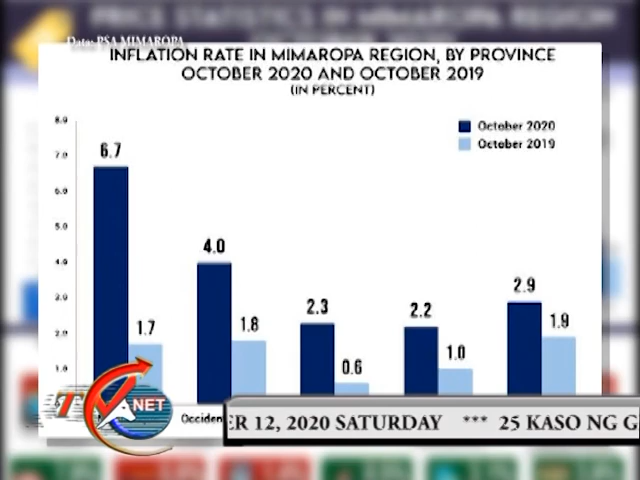 Data: PSA MIMAROPA
INFLATION RATE IN MIMAROPA REGION, BY PROVINCE
OCTOBER 2020 AND OCTOBER 2019
(IN PERCENT)
8.0
7.0
6.0
5.0
4.0
3.0
2.0
1.0
October 2020
October 2019
6.7
1.7
4.0
1.8
2.3
0.6
2.2
1.0
2.9
1.9
TV NET
Occiden
ER 12, 2020 SATURDAY *** 25 KASO NG G